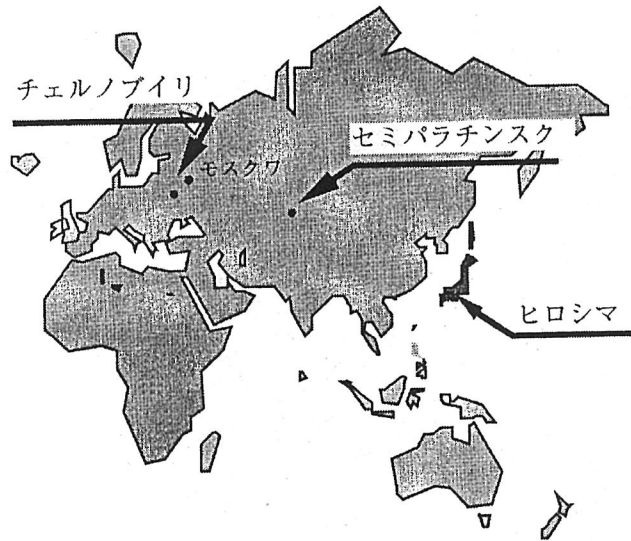 チェルノブイリ
セミパラチンスク
モスクワ
ヒロシマ